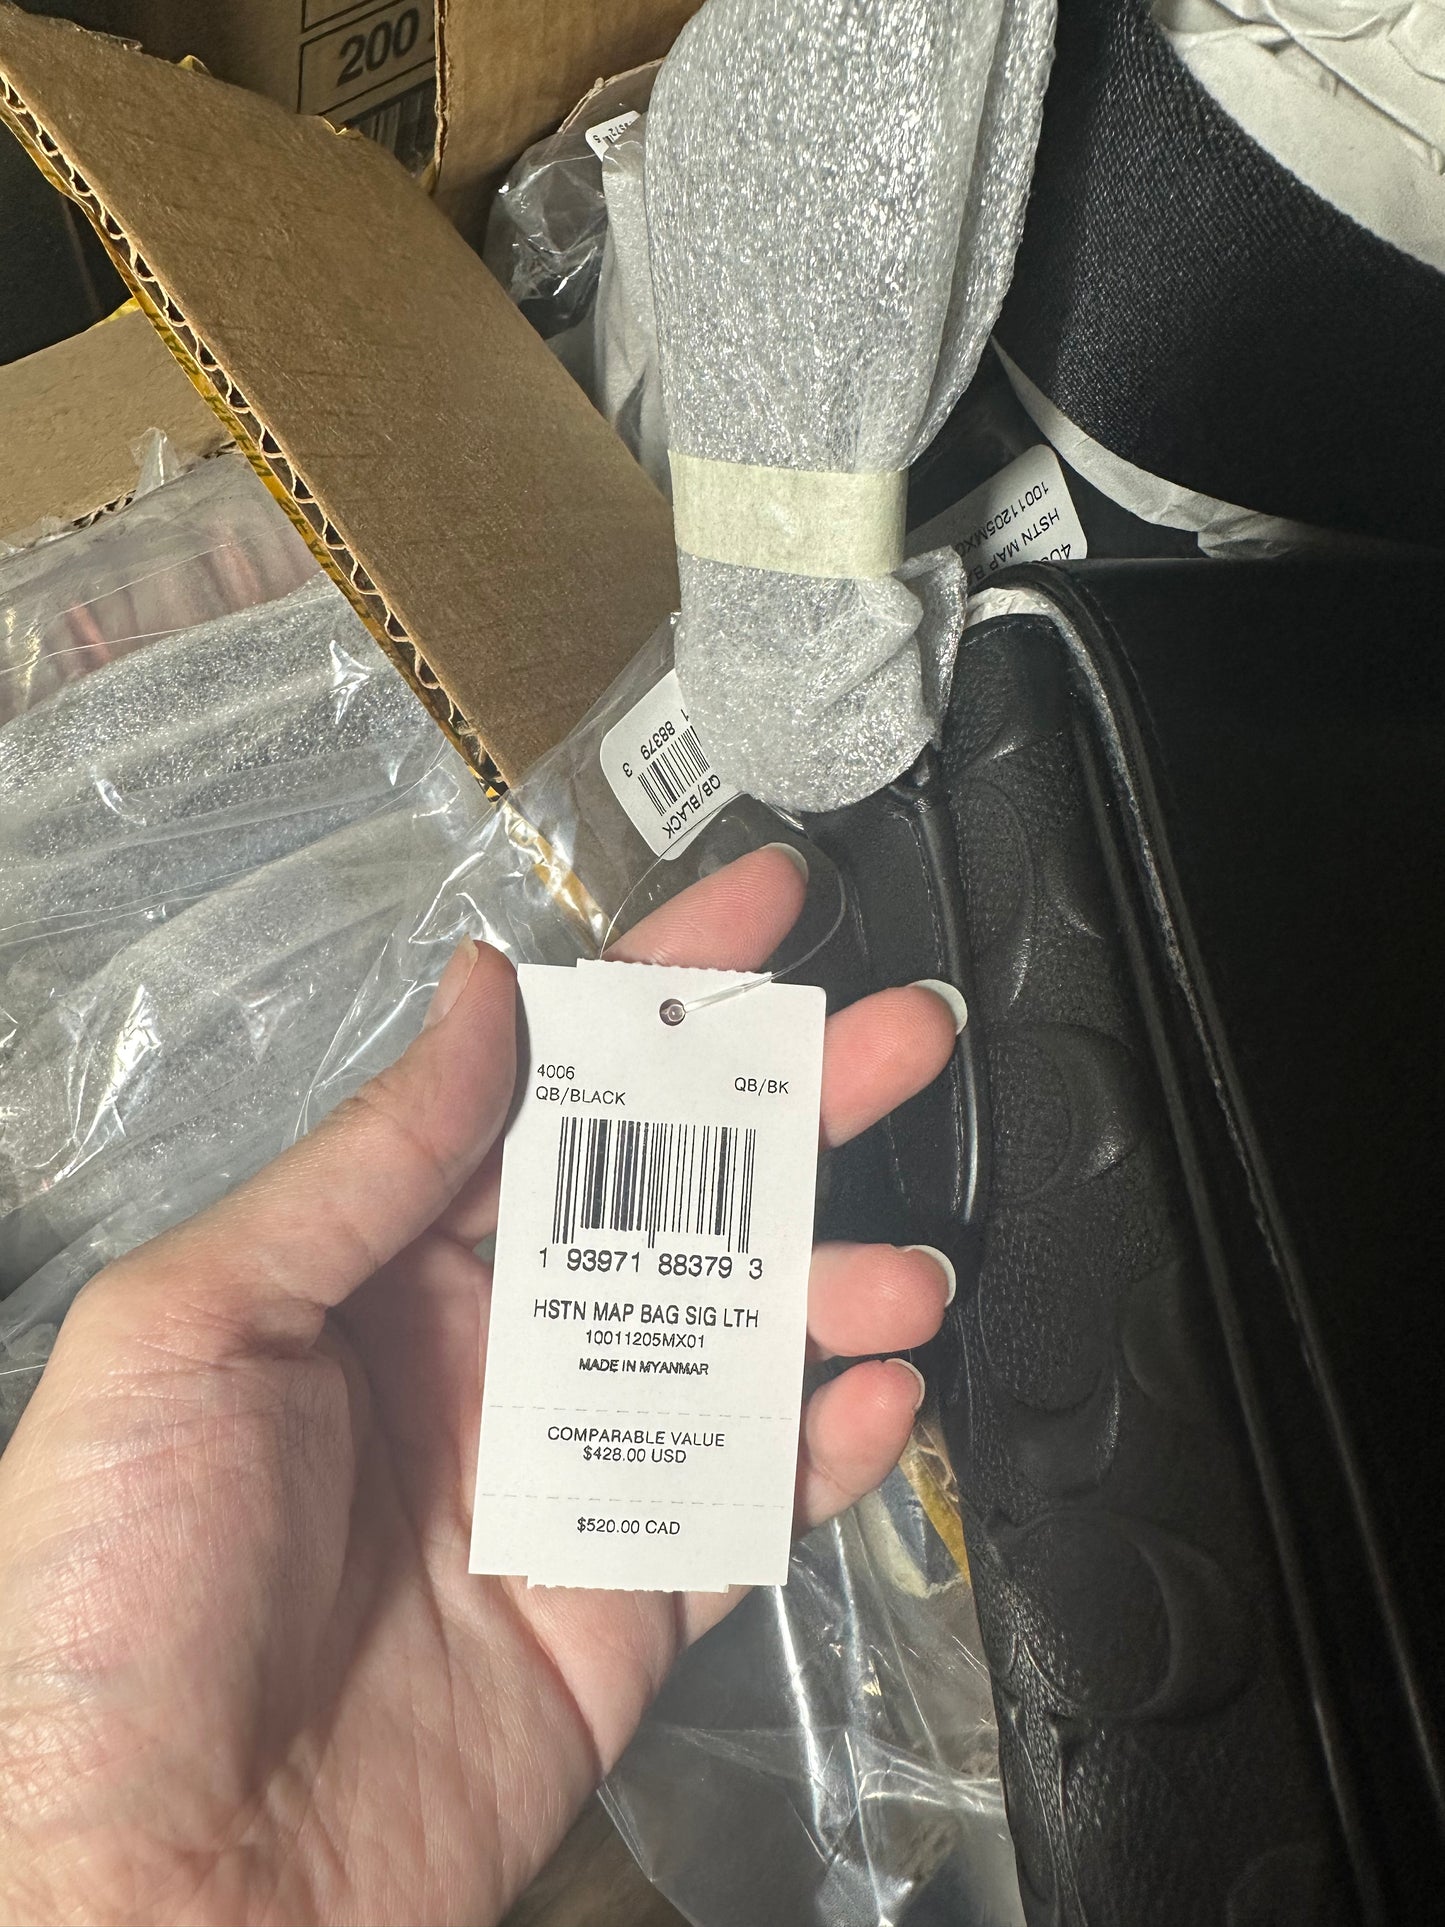 200
4006
QB/BLACK
QB/BK
1 93971 88379 3
HSTN MAP BAG SIG LTH
10011205MX01
MADE IN MYANMAR
COMPARABLE VALUE
$428.00 USD
$520.00 CAD
1 88379 3
QB/BLACK
HSTN MAP